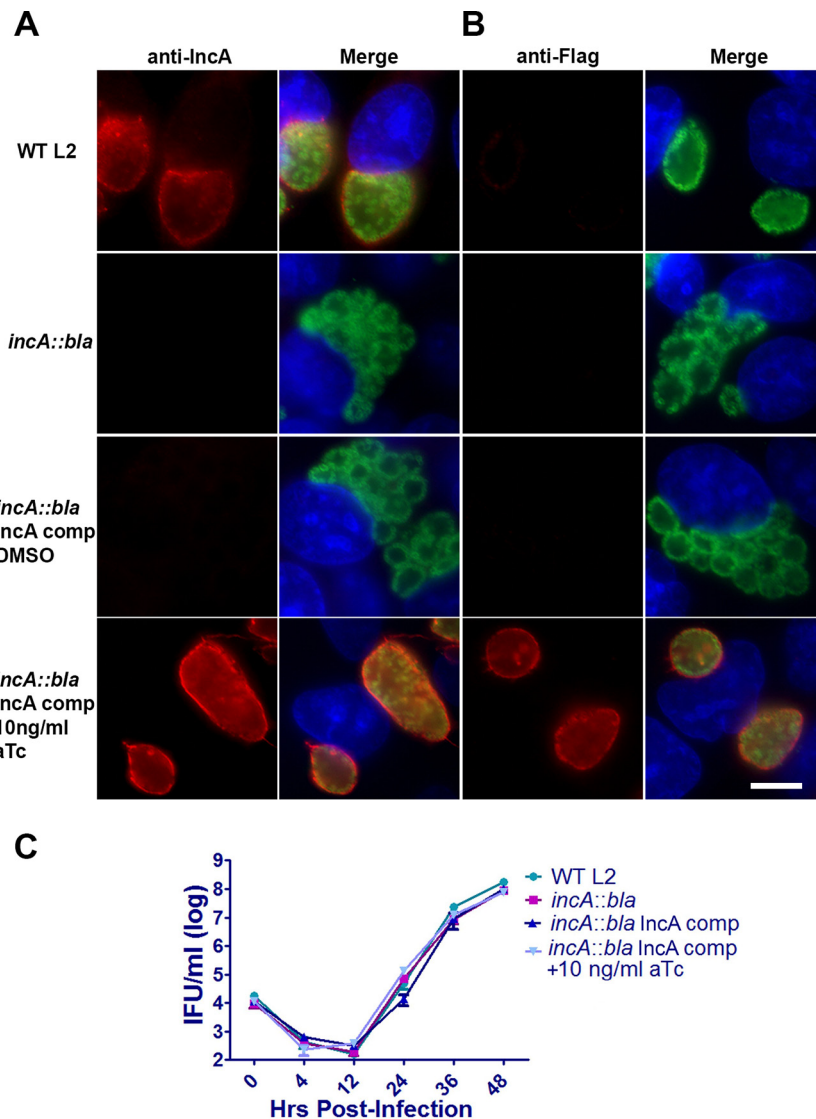 A
B
anti-IncA
Merge
anti-Flag
Merge
WT L2
incA::bla
incA::bla
IncA comp
DMSO
incA::bla
IncA comp
10ng/ml
aTc
C
IFU/ml (log)
9
8
7
6
5
4
3
2
0
4
12
24
36
48
Hrs Post-Infection
WT L2
incA::bla
incA::bla IncA comp
incA::bla IncA comp
+10 ng/ml aTc